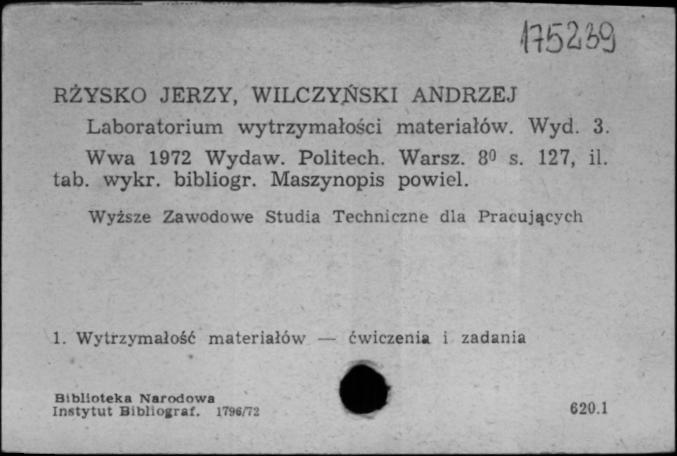 175239
RŻYSKO JERZY, WILCZYŃSKI ANDRZEJ
Laboratorium wytrzymałości materiałów. Wyd. 3.
Wwa 1972 Wydaw. Politech. Warsz. 8⁰ s. 127, il.
tab. wykr. bibliogr. Maszynopis powiel.
Wyższe Zawodowe Studia Techniczne dla Pracujących
1. Wytrzymałość materiałów — ćwiczenia i zadania
Biblioteka Narodowa
Instytut Bibliograf. 1796/72
620.1